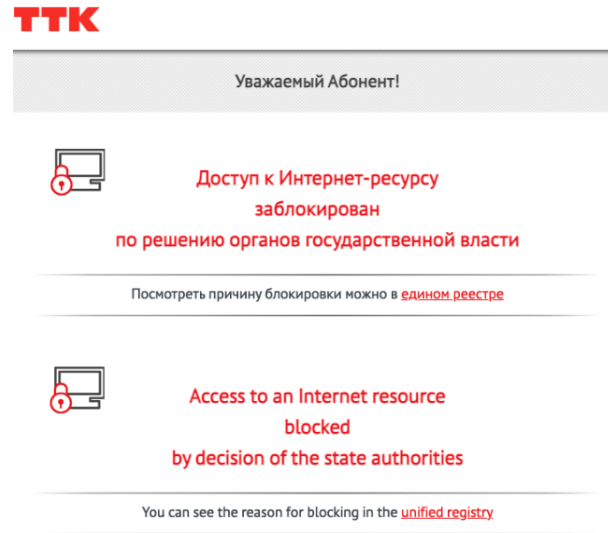 ТТК
Уважаемый Абонент!
Доступ к Интернет-ресурсу
заблокирован
по решению органов государственной власти
Посмотреть причину блокировки можно в едином реестре
Access to an Internet resource
blocked
by decision of the state authorities
You can see the reason for blocking in the unified registry